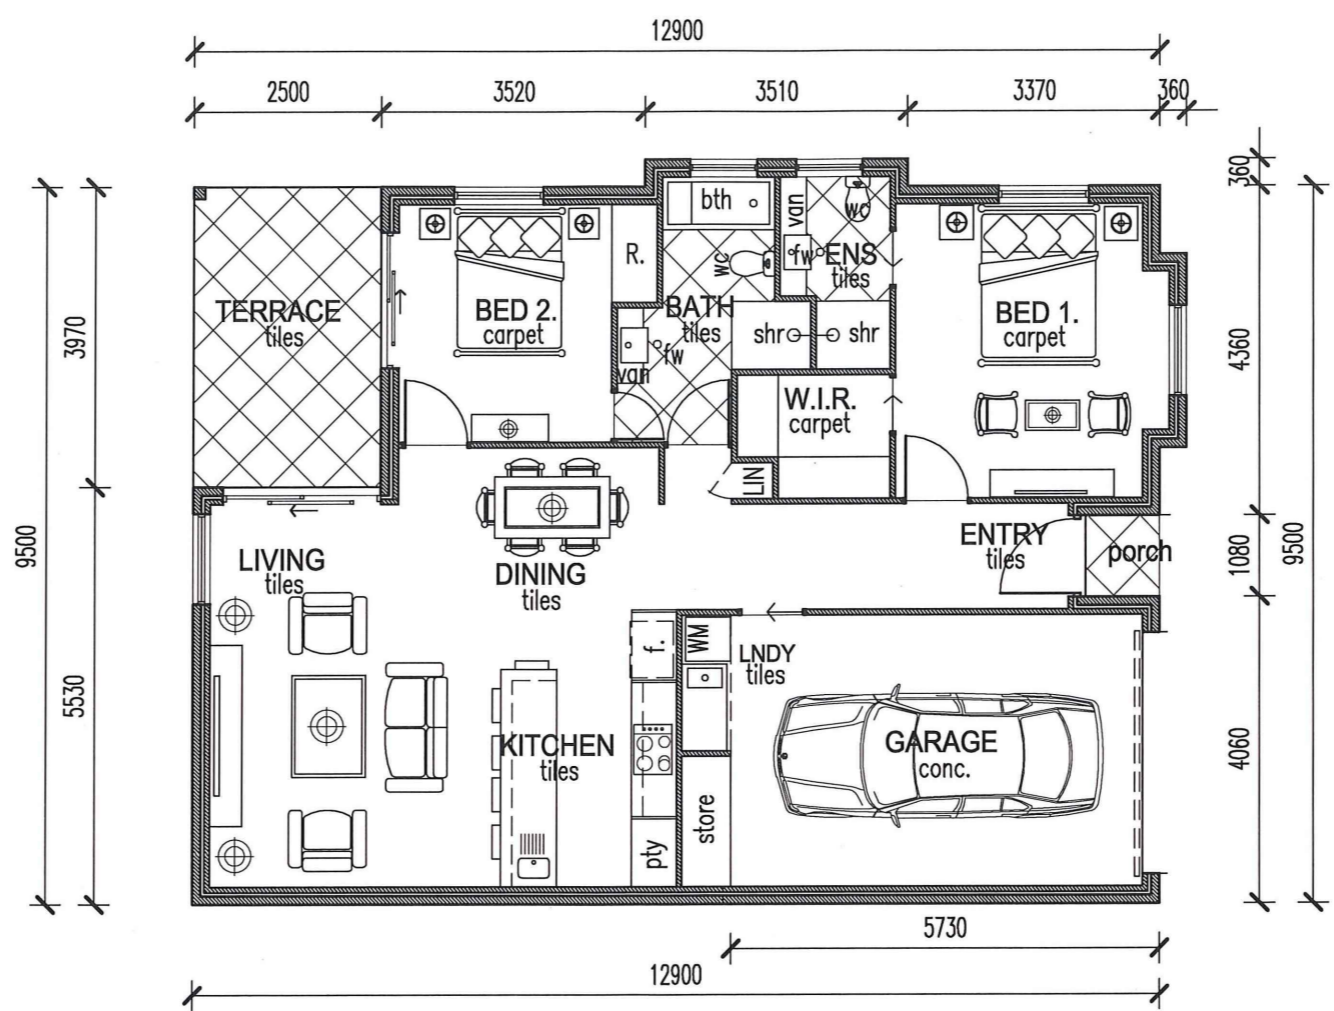 12900
2500
3520
3510
3370
360
360
3970
5530
9500
4360
1080
4060
9500
TERRACE
tiles
BED 2.
carpet
R.
bth
wc
BATH
tiles
van
fw
shr
van
fw
wc
ENS
tiles
shr
W.I.R.
carpet
LIN
BED 1.
carpet
LIVING
tiles
DINING
tiles
ENTRY
tiles
porch
KITCHEN
tiles
f.
pty
WM
LNDY
tiles
store
GARAGE
conc.
5730
12900